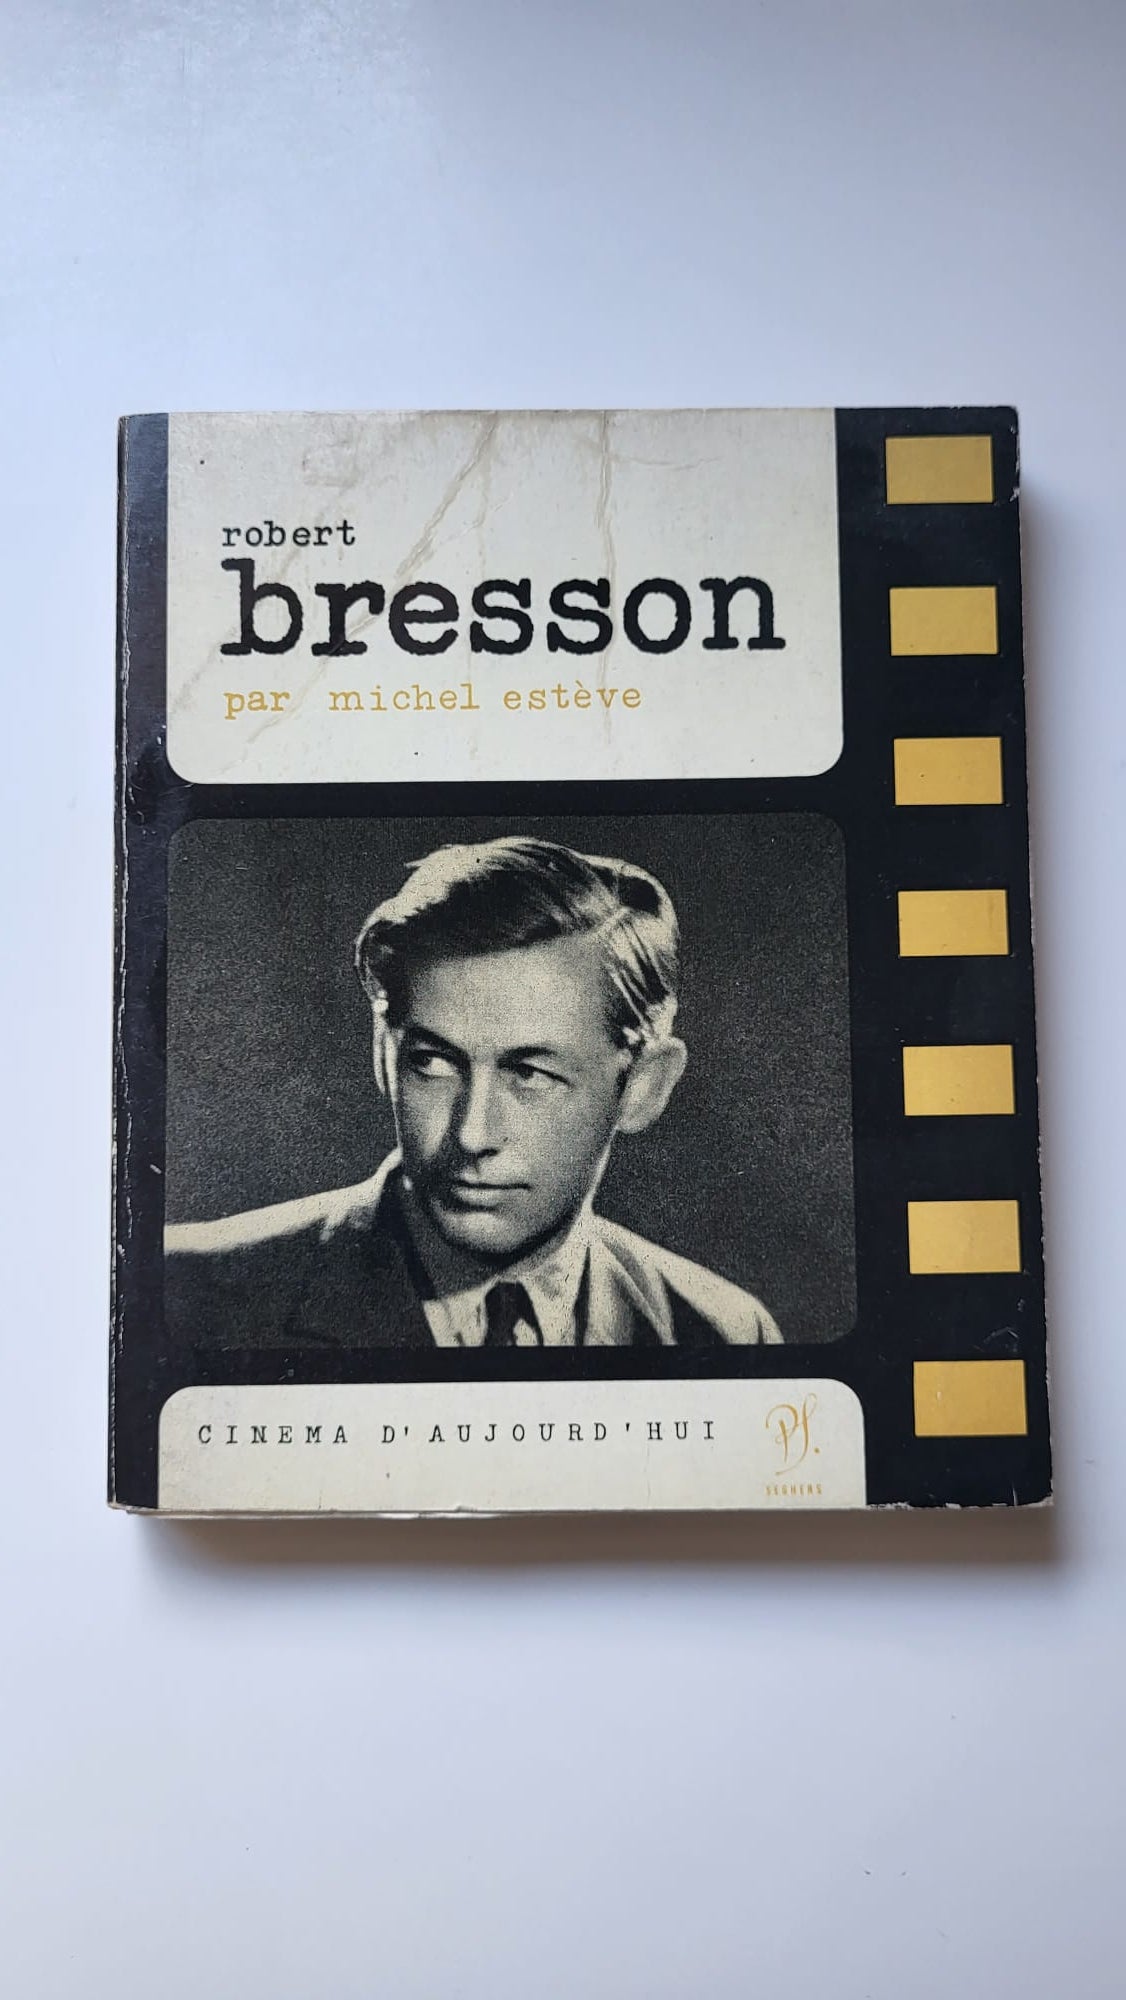 robert
bresson
par michel estève
CINEMA D'AUJOURD'HUI
PS.
SEGHERS